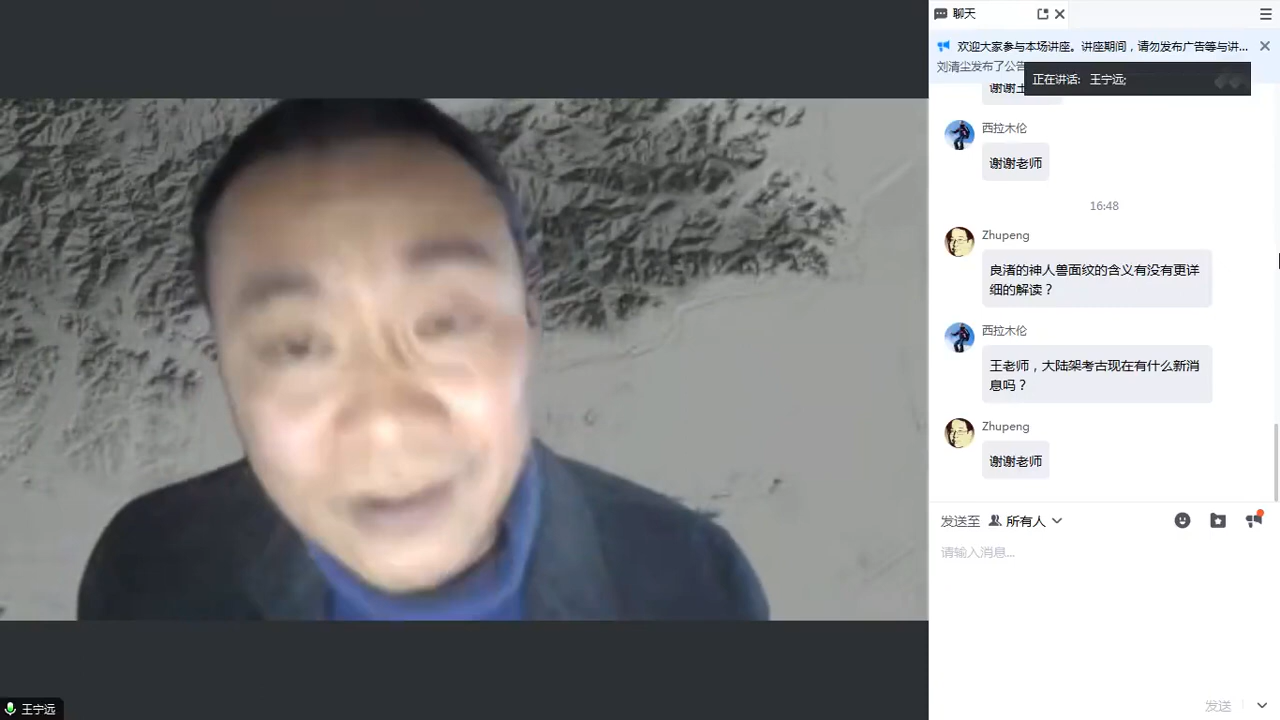 聊天
欢迎大家参与本场讲座。讲座期间，请勿发布广告等与讲...
刘清尘发布了公告
正在讲话: 王宁远;
谢谢
西拉木伦
谢谢老师
16:48
Zhupeng
良渚的神人兽面纹的含义有没有更详
细的解读？
西拉木伦
王老师，大陆架考古现在有什么新消
息吗？
Zhupeng
谢谢老师
发送至 所有人
请输入消息...
发送
王宁远